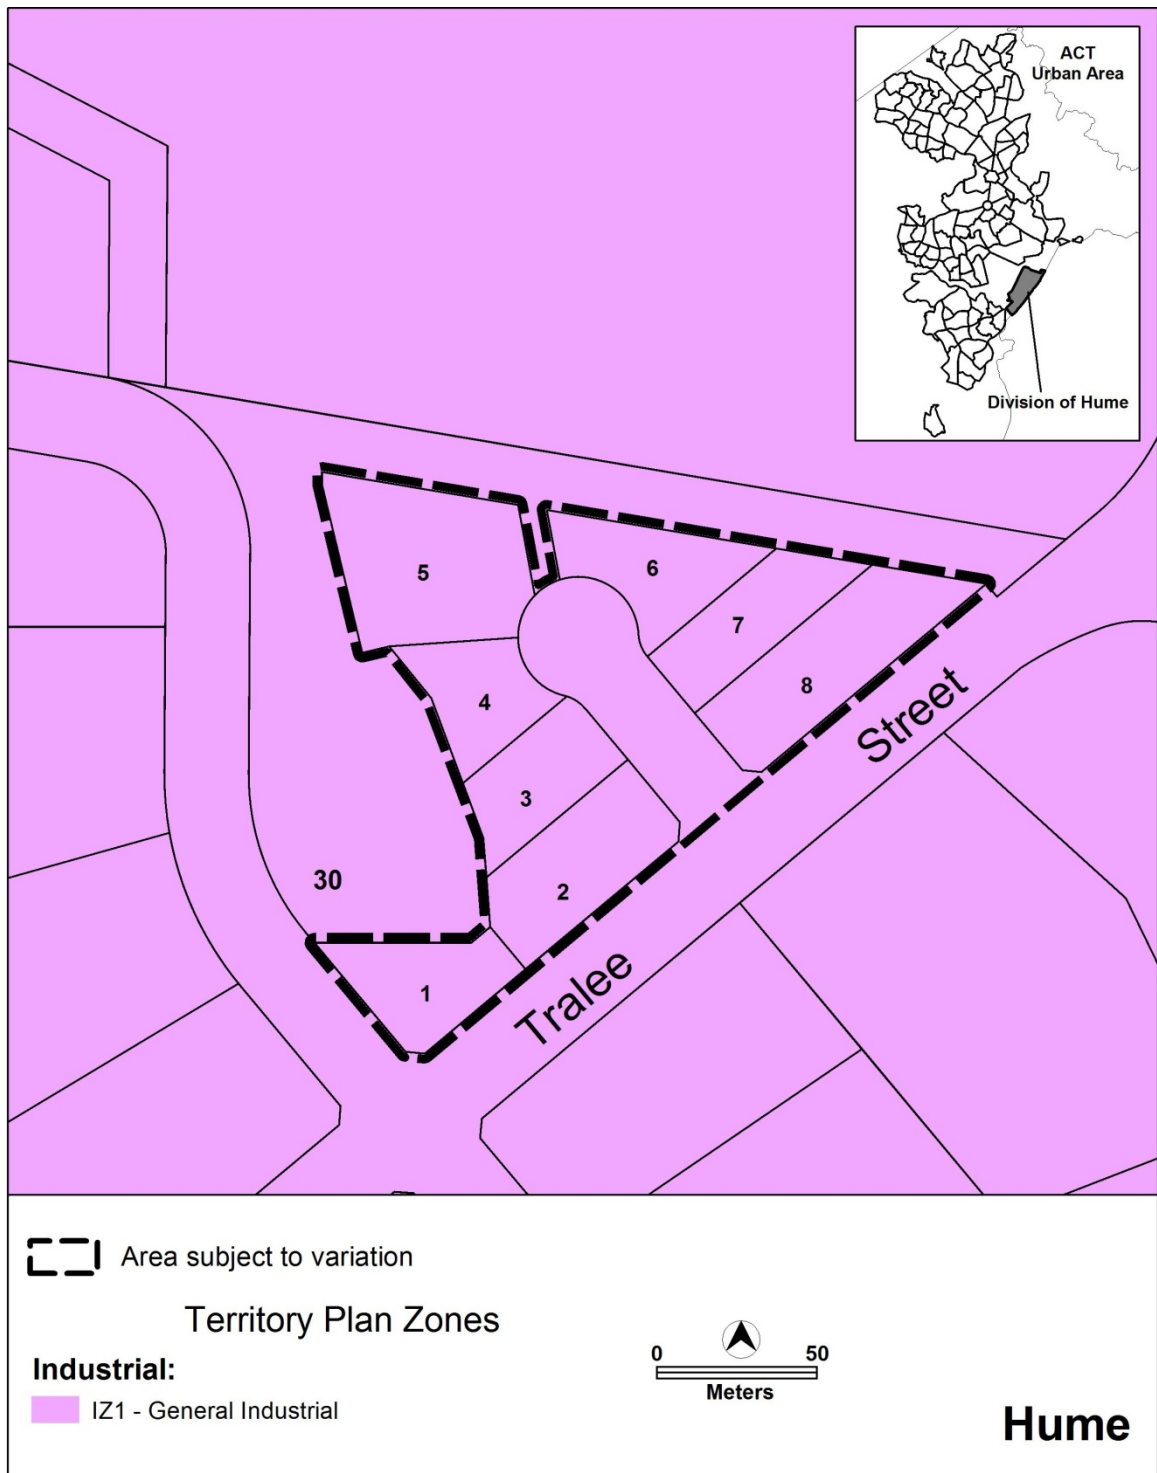 ACT
Urban Area
Division of Hume
5
6
7
8
4
3
30
2
1
Tralee Street
Area subject to variation
Territory Plan Zones
Industrial:
IZ1 - General Industrial
0 50
Meters
Hume